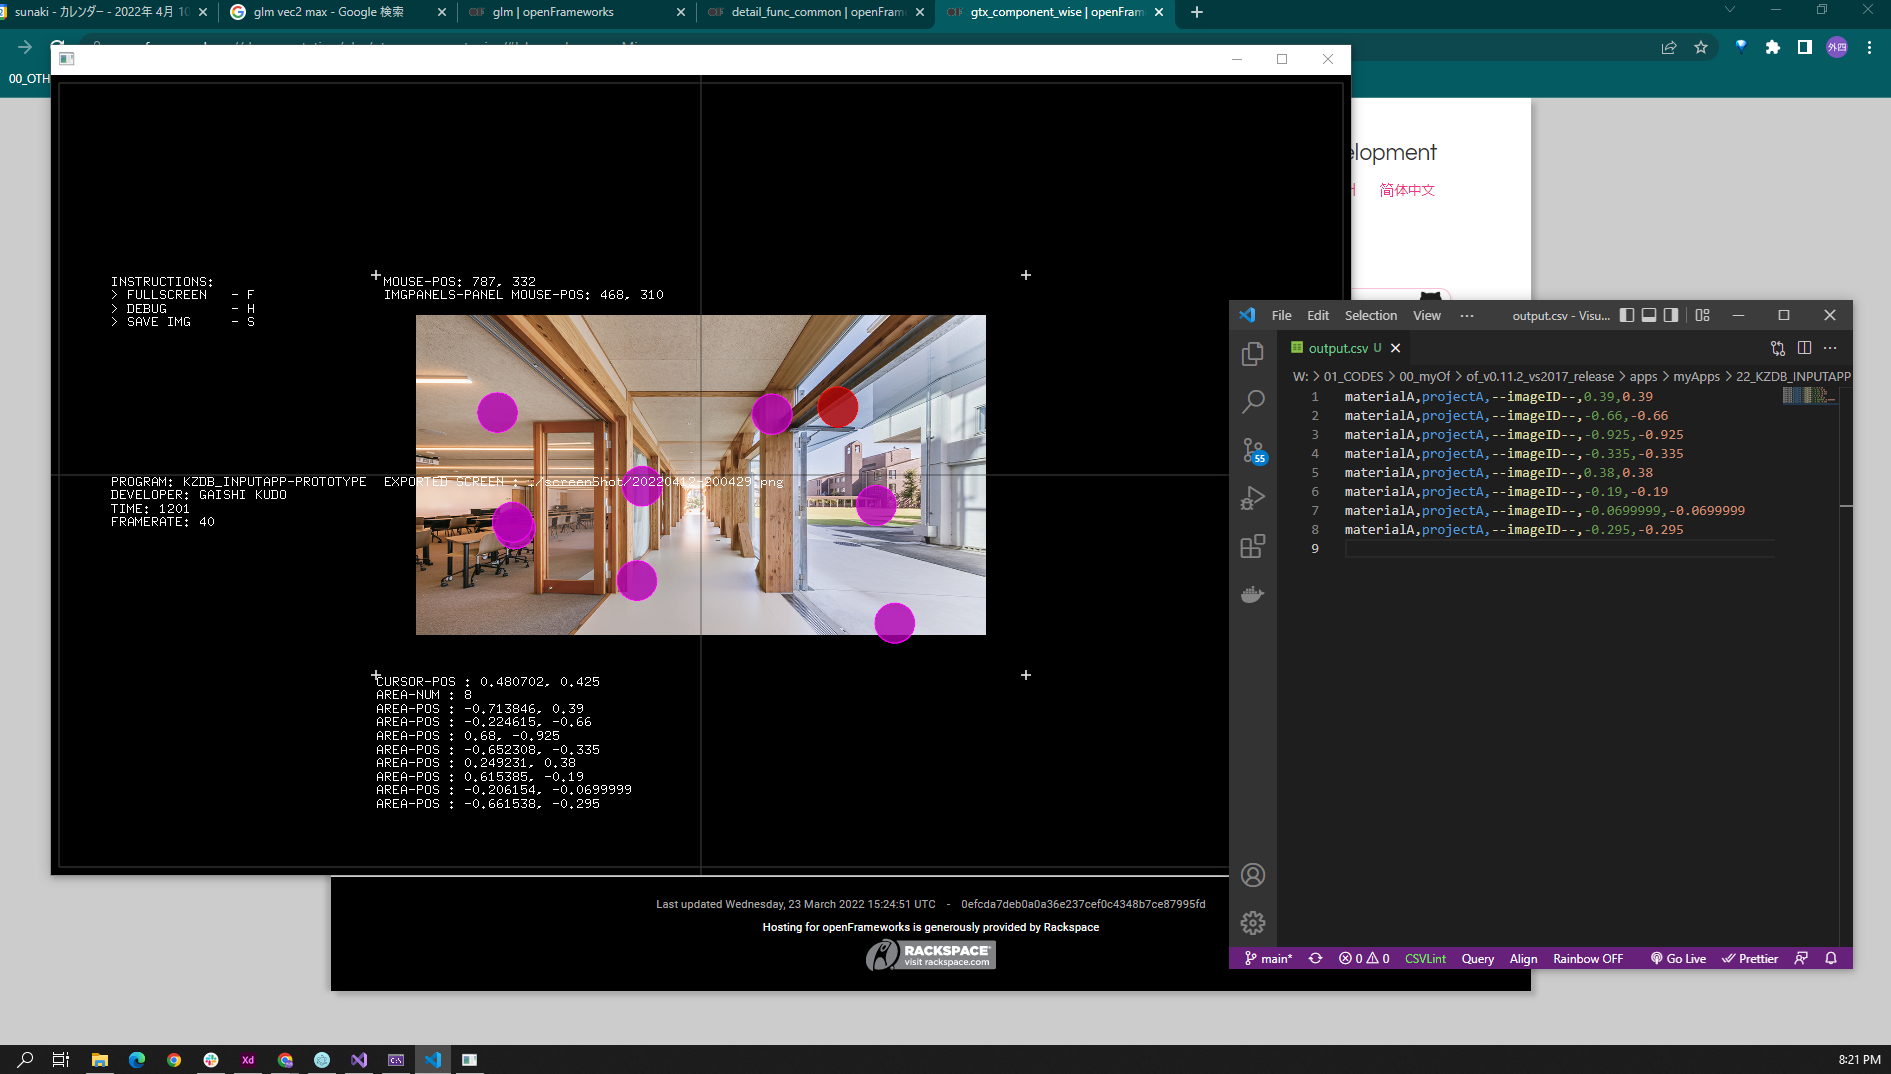 sunaki - カレンダー - 2022年 4月 10
glm vec2 max - Google 検索
glm | openFrameworks
detail_func_common | openFram
gtx_component_wise | openFram
外四
00_OTH
elopment
简体中文
INSTRUCTIONS:
> FULLSCREEN - F
> DEBUG - H
> SAVE IMG - S
MOUSE-POS: 787, 332
IMGPANELS-PANEL MOUSE-POS: 468, 310
PROGRAM: KZDB_INPUTAPP-PROTOTYPE
DEVELOPER: GAISHI KUDO
TIME: 1201
FRAMERATE: 40
EXPORTED SCREEN : ./screenShot/20220412-200429.png
CURSOR-POS : 0.480702, 0.425
AREA-NUM : 8
AREA-POS : -0.713846, 0.39
AREA-POS : -0.224615, -0.66
AREA-POS : 0.68, -0.925
AREA-POS : -0.652308, -0.335
AREA-POS : 0.249231, 0.38
AREA-POS : 0.615385, -0.19
AREA-POS : -0.206154, -0.0699999
AREA-POS : -0.661538, -0.295
File Edit Selection View ··· output.csv - Visu...
output.csv U
W: > 01_CODES > 00_myOf > of_v0.11.2_vs2017_release > apps > myApps > 22_KZDB_INPUTAPP
1 materialA,projectA,--imageID--,0.39,0.39
2 materialA,projectA,--imageID--,-0.66,-0.66
3 materialA,projectA,--imageID--,-0.925,-0.925
4 materialA,projectA,--imageID--,-0.335,-0.335
5 materialA,projectA,--imageID--,0.38,0.38
6 materialA,projectA,--imageID--,-0.19,-0.19
7 materialA,projectA,--imageID--,-0.0699999,-0.0699999
8 materialA,projectA,--imageID--,-0.295,-0.295
9
55
main* 0 0 CSVLint Query Align Rainbow OFF Go Live Prettier
Last updated Wednesday, 23 March 2022 15:24:51 UTC - 0efcda7deb0a0a36e237cef0c4348b7ce87995fd
Hosting for openFrameworks is generously provided by Rackspace
RACKSPACE
visit rackspace.com
Xd
8:21 PM